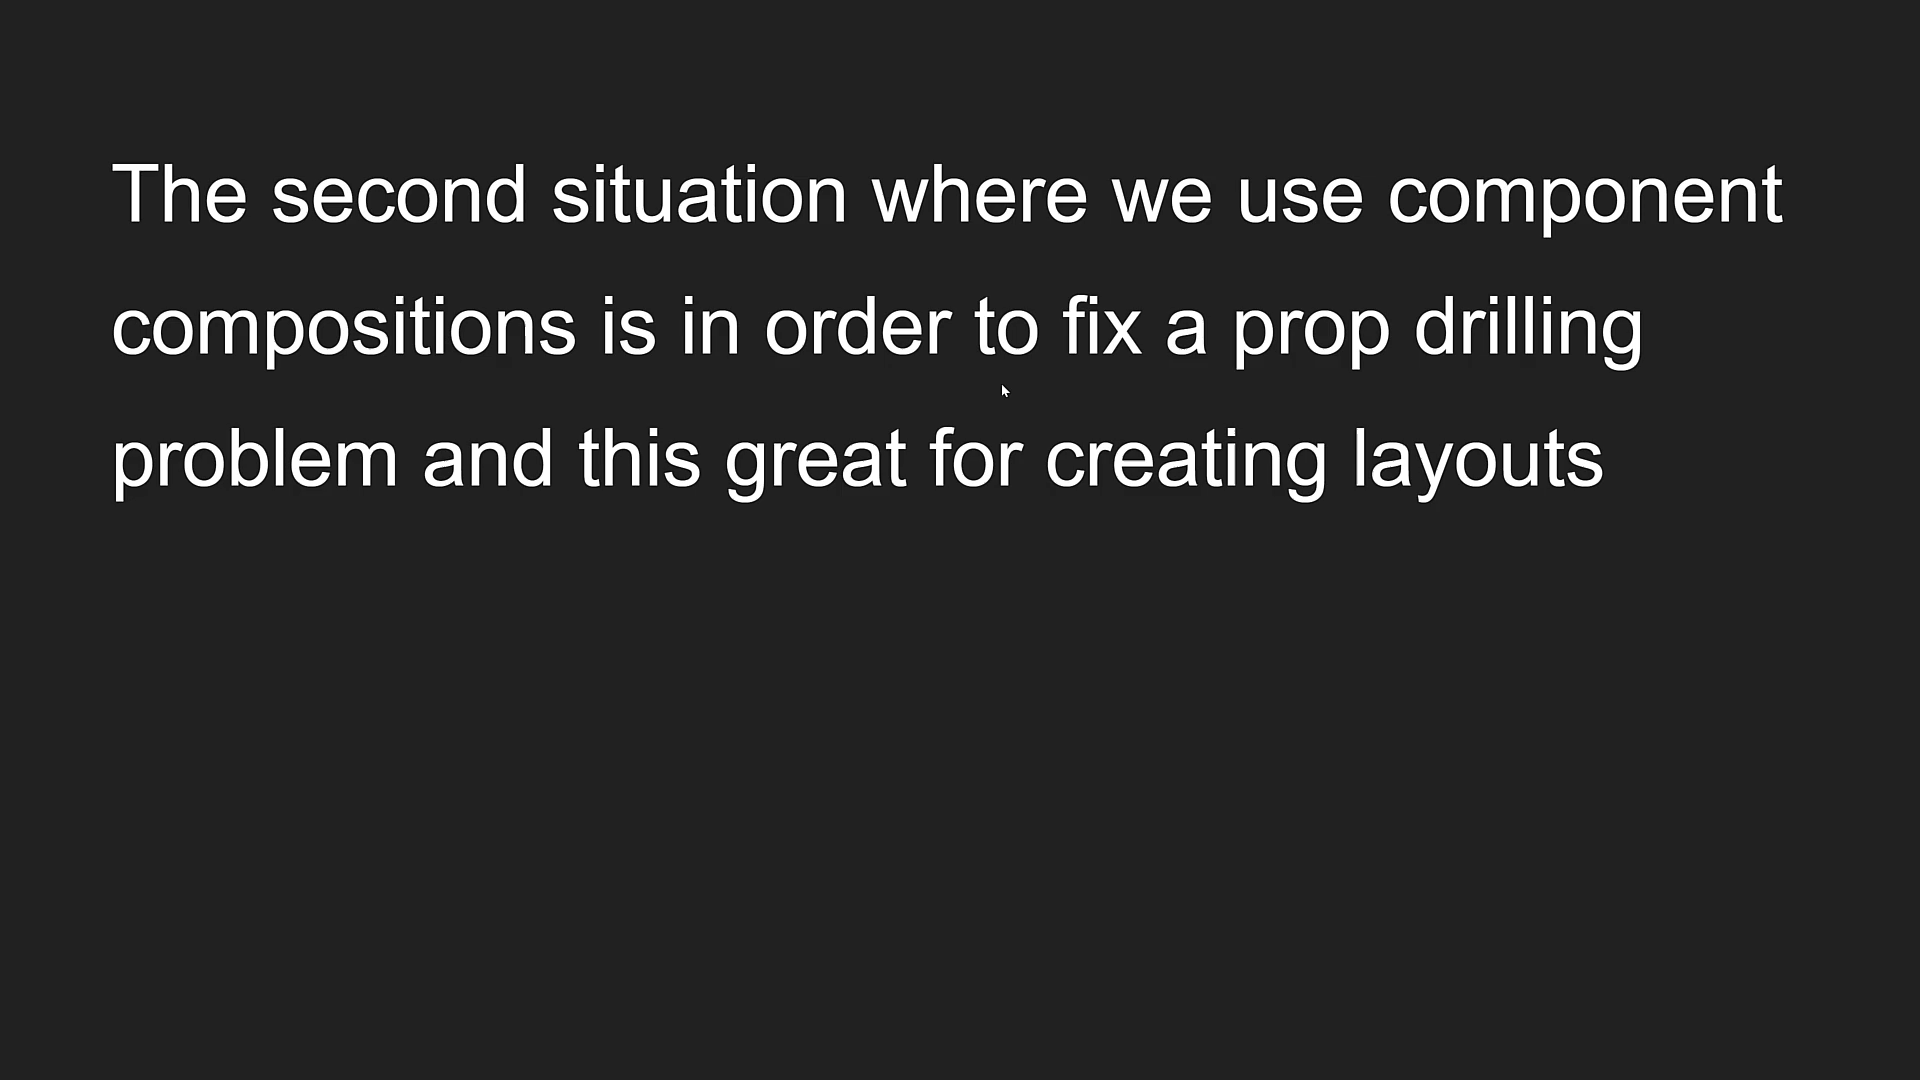 The second situation where we use component
compositions is in order to fix a prop drilling
problem and this great for creating layouts